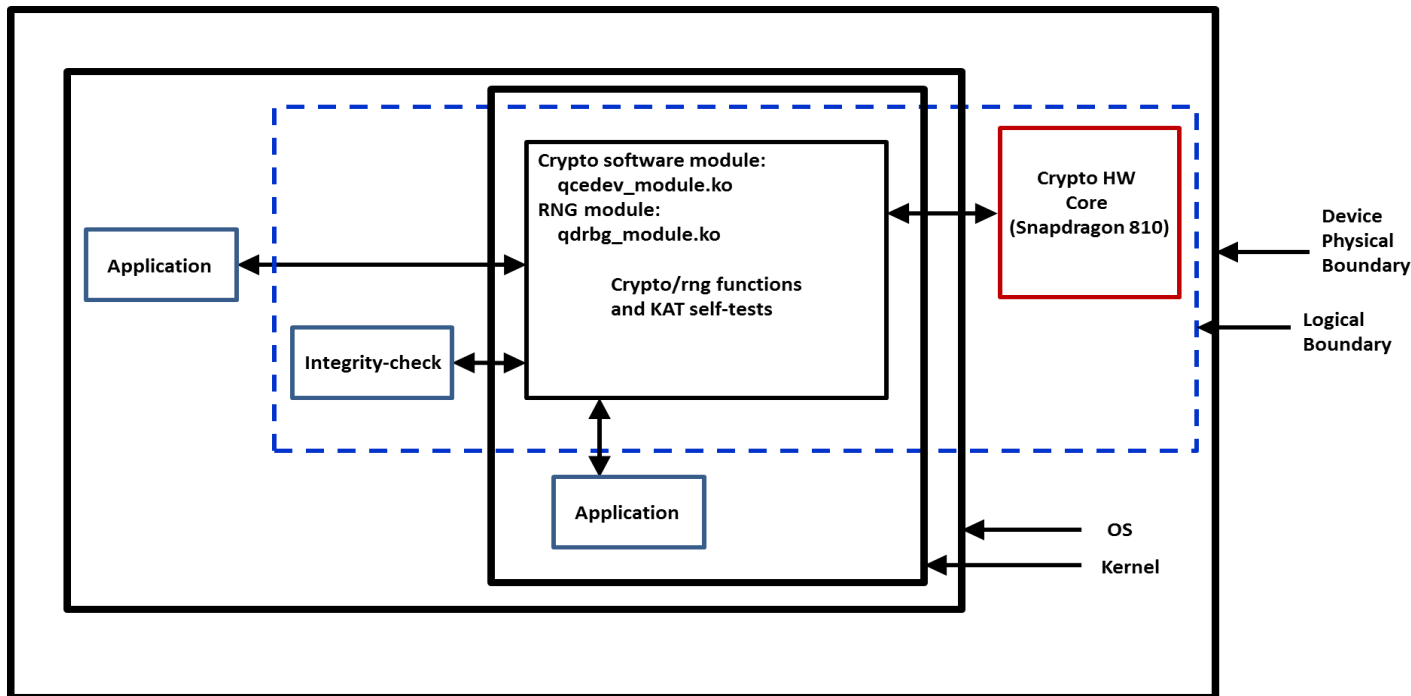 Crypto software module:
qcedev_module.ko
RNG module:
qdrbg_module.ko
Crypto/rng functions
and KAT self-tests
Crypto HW
Core
(Snapdragon 810)
Application
Integrity-check
Application
Device
Physical
Boundary
Logical
Boundary
OS
Kernel